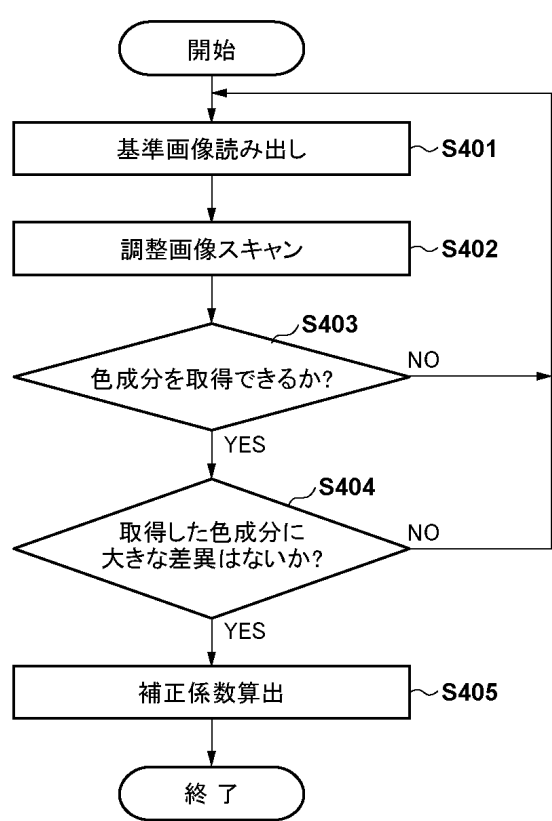 開始
基準画像読み出し
S401
調整画像スキャン
S402
S403
色成分を取得できるか?
NO
YES
S404
取得した色成分に
大きな差異はないか?
NO
YES
補正係数算出
S405
終了